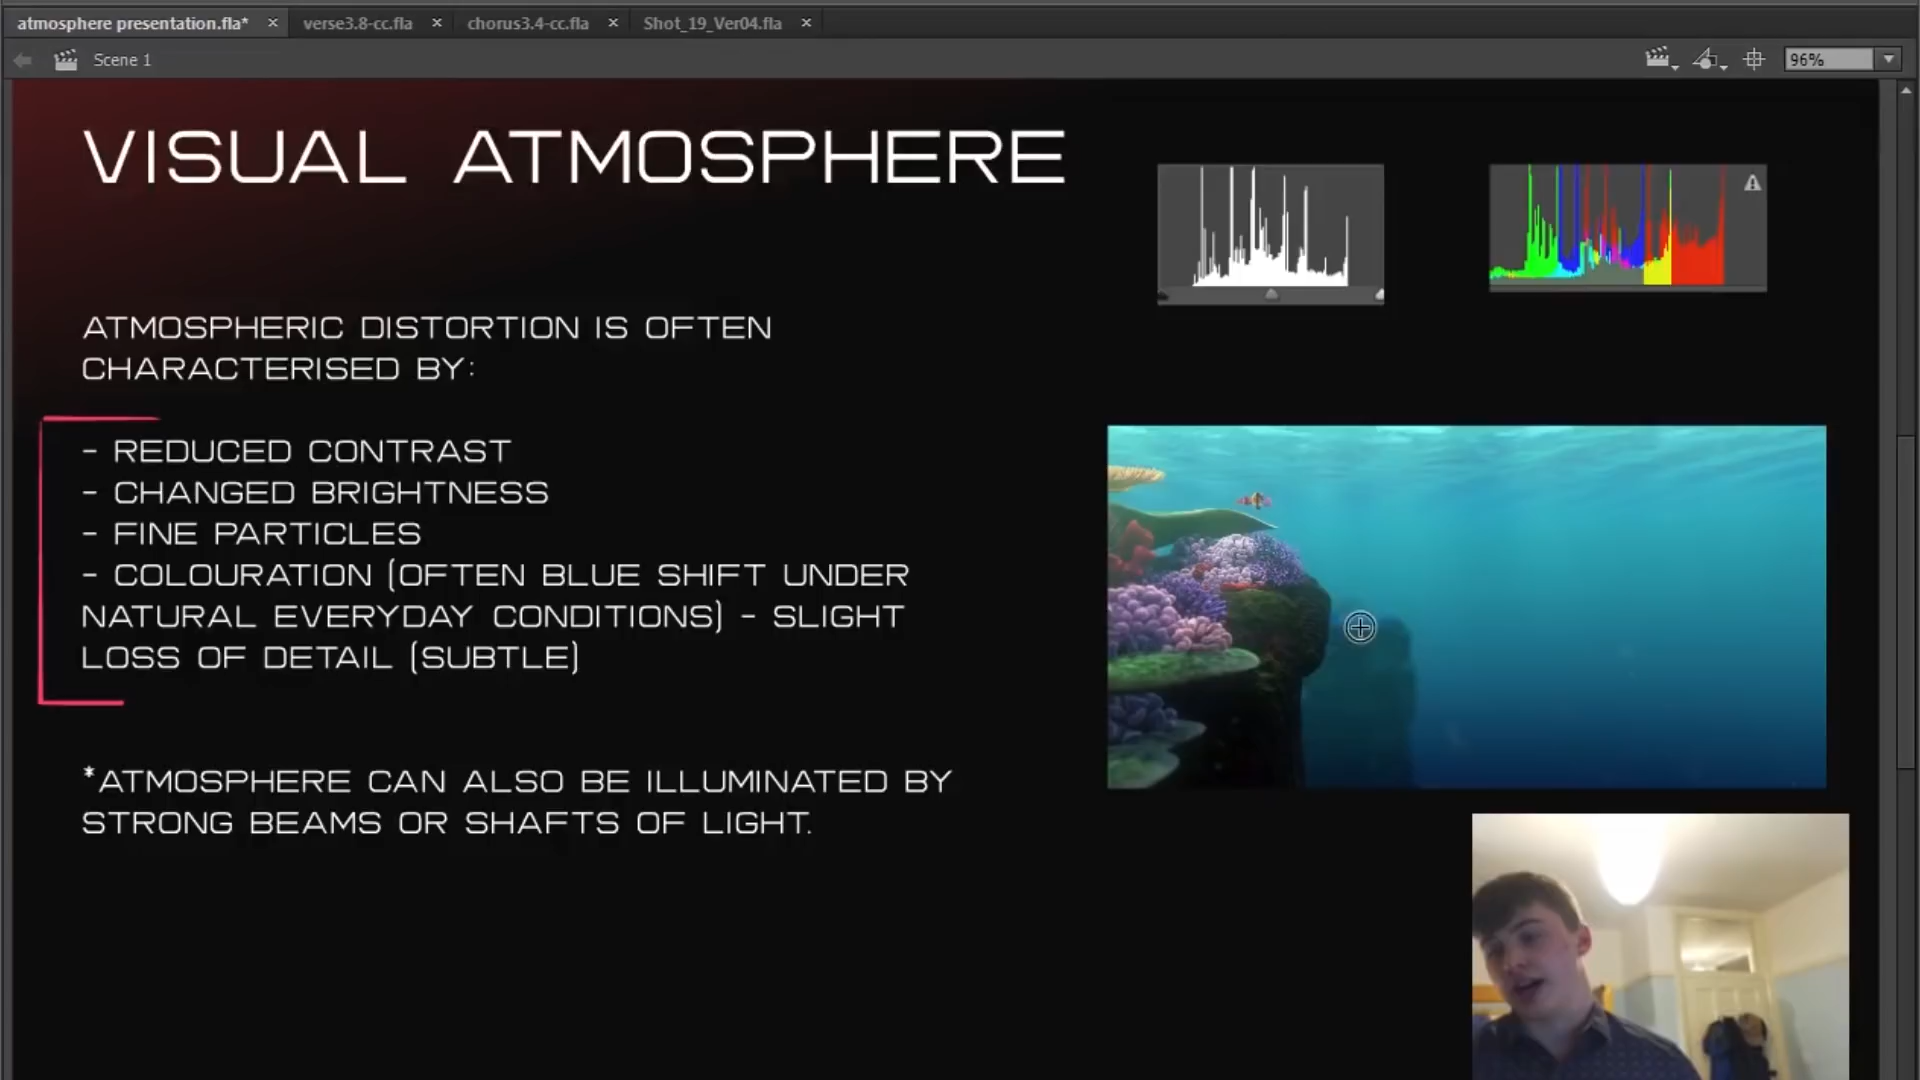 atmosphere presentation.fla*
verse3.8-cc.fla
chorus3.4-cc.fla
Shot_19_Ver04.fla
Scene 1
96%
VISUAL ATMOSPHERE
ATMOSPHERIC DISTORTION IS OFTEN
CHARACTERISED BY:
- REDUCED CONTRAST
- CHANGED BRIGHTNESS
- FINE PARTICLES
- COLOURATION (OFTEN BLUE SHIFT UNDER
NATURAL EVERYDAY CONDITIONS) - SLIGHT
LOSS OF DETAIL (SUBTLE)
*ATMOSPHERE CAN ALSO BE ILLUMINATED BY
STRONG BEAMS OR SHAFTS OF LIGHT.